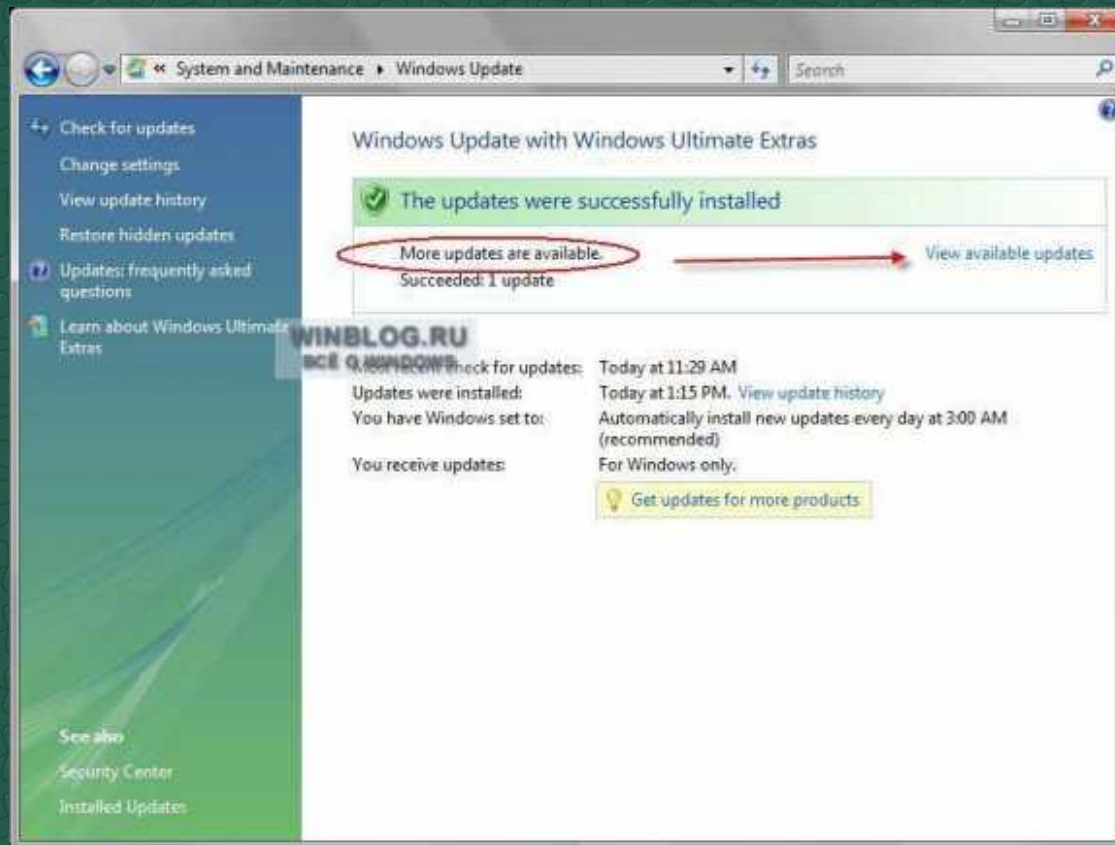 « System and Maintenance ▸ Windows Update
Search
Check for updates
Change settings
View update history
Restore hidden updates
Updates: frequently asked
questions
Learn about Windows Ultimate
Extras
Windows Update with Windows Ultimate Extras
The updates were successfully installed
More updates are available.
View available updates
Succeeded: 1 update
WINBLOG.RU
ВСЁ О WINDOWS
Most recent check for updates: Today at 11:29 AM
Updates were installed: Today at 1:15 PM. View update history
You have Windows set to: Automatically install new updates every day at 3:00 AM
(recommended)
You receive updates: For Windows only.
Get updates for more products
See also
Security Center
Installed Updates